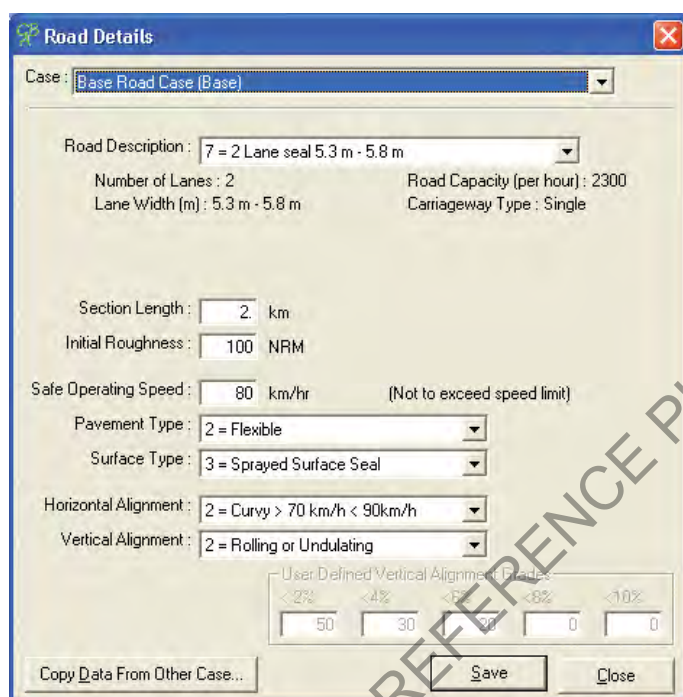 Road Details
Case : Base Road Case (Base)
Road Description : 7 = 2 Lane seal 5.3 m - 5.8 m
Number of Lanes : 2 Road Capacity (per hour) : 2300
Lane Width (m) : 5.3 m - 5.8 m Carriageway Type : Single
Section Length : 2. km
Initial Roughness : 100 NRM
Safe Operating Speed : 80 km/hr (Not to exceed speed limit)
Pavement Type : 2 = Flexible
Surface Type : 3 = Sprayed Surface Seal
Horizontal Alignment : 2 = Curvy > 70 km/h < 90km/h
Vertical Alignment : 2 = Rolling or Undulating
User Defined Vertical Alignment Grades
<2% <4% <6% <8% <10%
50 30 20 0 0
Copy Data From Other Case... Save Close
REFERENCE